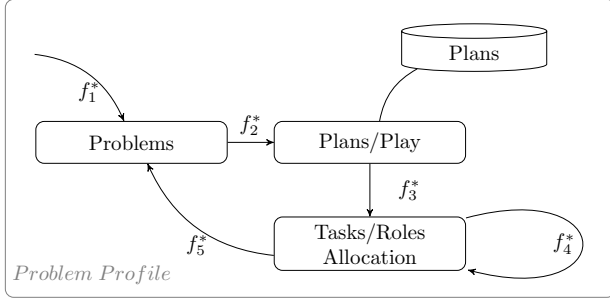 Plans
f₁*
f₂*
Problems
Plans/Play
f₃*
Tasks/Roles
Allocation
f₄*
f₅*
Problem Profile